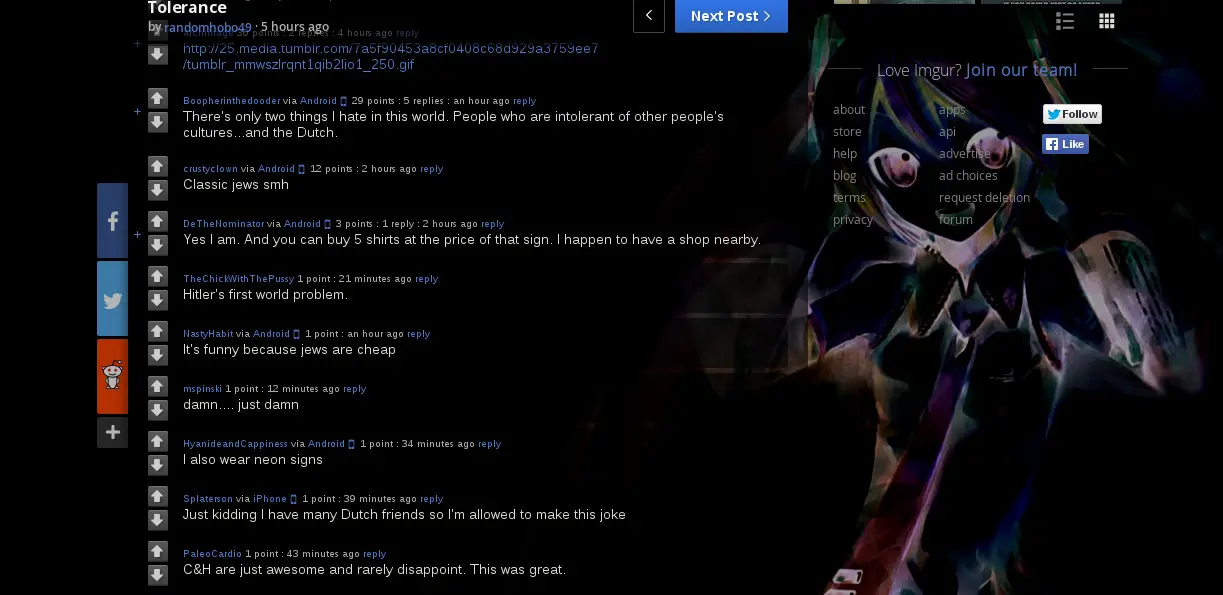 Tolerance
by randomhobo49 · 5 hours ago
Next Post
points : 2 replies : 4 hours ago reply
http://25.media.tumblr.com/7a5f90453a8cf0408c68d929a3759ee7
/tumblr_mmwszlrqnt1qib2lio1_250.gif
Boopherinthedooder via Android 29 points : 5 replies : an hour ago reply
There's only two things I hate in this world. People who are intolerant of other people's
cultures...and the Dutch.
crustyclown via Android 12 points : 2 hours ago reply
Classic jews smh
DeTheNominator via Android 3 points : 1 reply : 2 hours ago reply
Yes I am. And you can buy 5 shirts at the price of that sign. I happen to have a shop nearby.
TheChickWithThePussy 1 point : 21 minutes ago reply
Hitler's first world problem.
NastyHabit via Android 1 point : an hour ago reply
It's funny because jews are cheap
mspinski 1 point : 12 minutes ago reply
damn.... just damn
HyanideandCappiness via Android 1 point : 34 minutes ago reply
I also wear neon signs
Splaterson via iPhone 1 point : 39 minutes ago reply
Just kidding I have many Dutch friends so I'm allowed to make this joke
PaleoCardio 1 point : 43 minutes ago reply
C&H are just awesome and rarely disappoint. This was great.
Love Imgur? Join our team!
about
store
help
blog
terms
privacy
apps
api
advertise
ad choices
request deletion
forum
Follow
Like